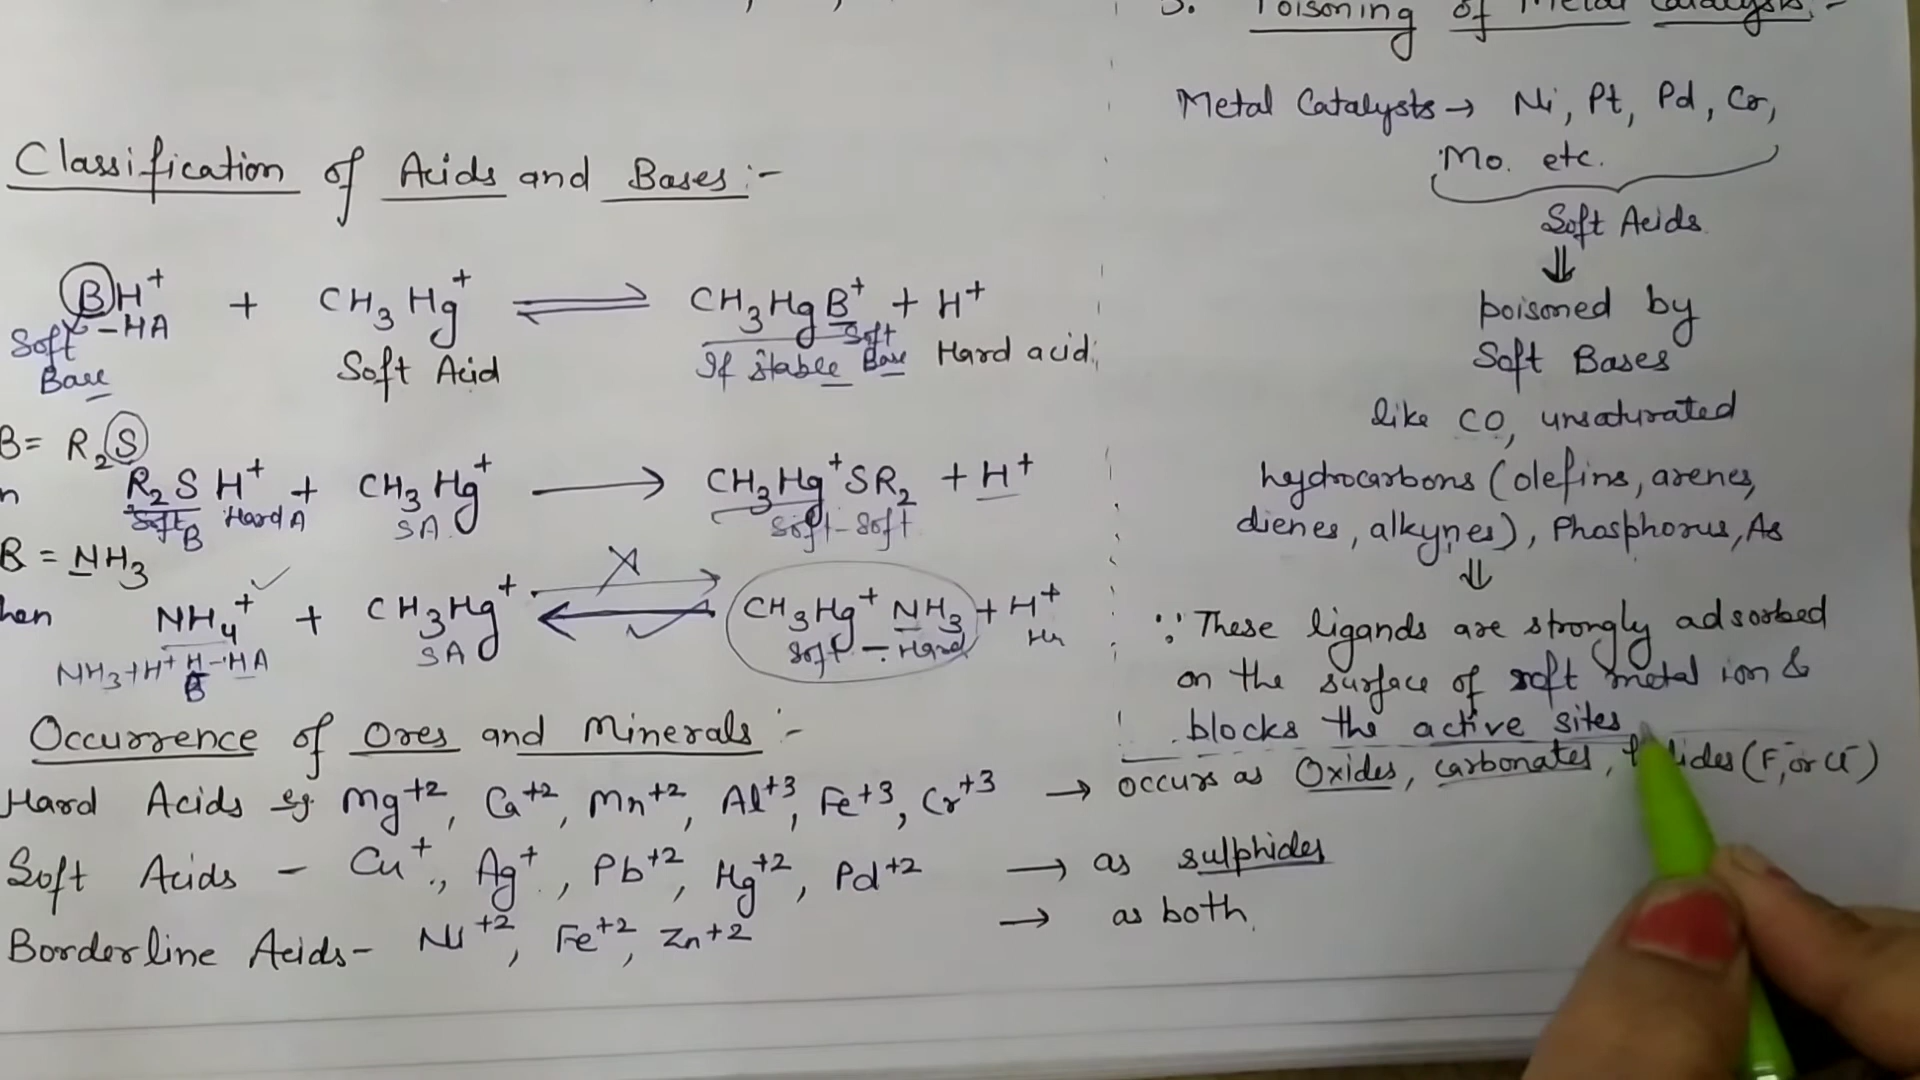 Classification of Acids and Bases :-
BH+ + CH3Hg+ ⇌ CH3HgB+ + H+
Soft Base - HA
Soft Acid
If stable
Soft Base
Hard acid
B = R2S
R2SH+ + CH3Hg+ → CH3Hg+SR2 + H+
Soft B Hard A SA Soft-Soft
B = NH3
NH4+ + CH3Hg+ ⇌ CH3Hg+NH3 + H+
NH3+H+ H B -HA SA Soft - Hard
Occurrence of Ores and Minerals :-
Hard Acids eg Mg+2, Ca+2, Mn+2, Al+3, Fe+3, Cr+3 → occurs as Oxides, carbonates, (F-, or Cl-)
Soft Acids - Cu+, Ag+, Pb+2, Hg+2, Pd+2 → as sulphides
Borderline Acids- Ni+2, Fe+2, Zn+2 → as both
Poisoning of Metal Catalysts :-
Metal Catalysts → Ni, Pt, Pd, Co,
Mo. etc.
Soft Acids
⇓
poisoned by
Soft Bases
like CO, unsaturated
hydrocarbons (olefins, arenes,
dienes, alkynes), Phosphorus, As
⇓
∵ These ligands are strongly adsorbed
on the surface of soft metal ion &
blocks the active sites